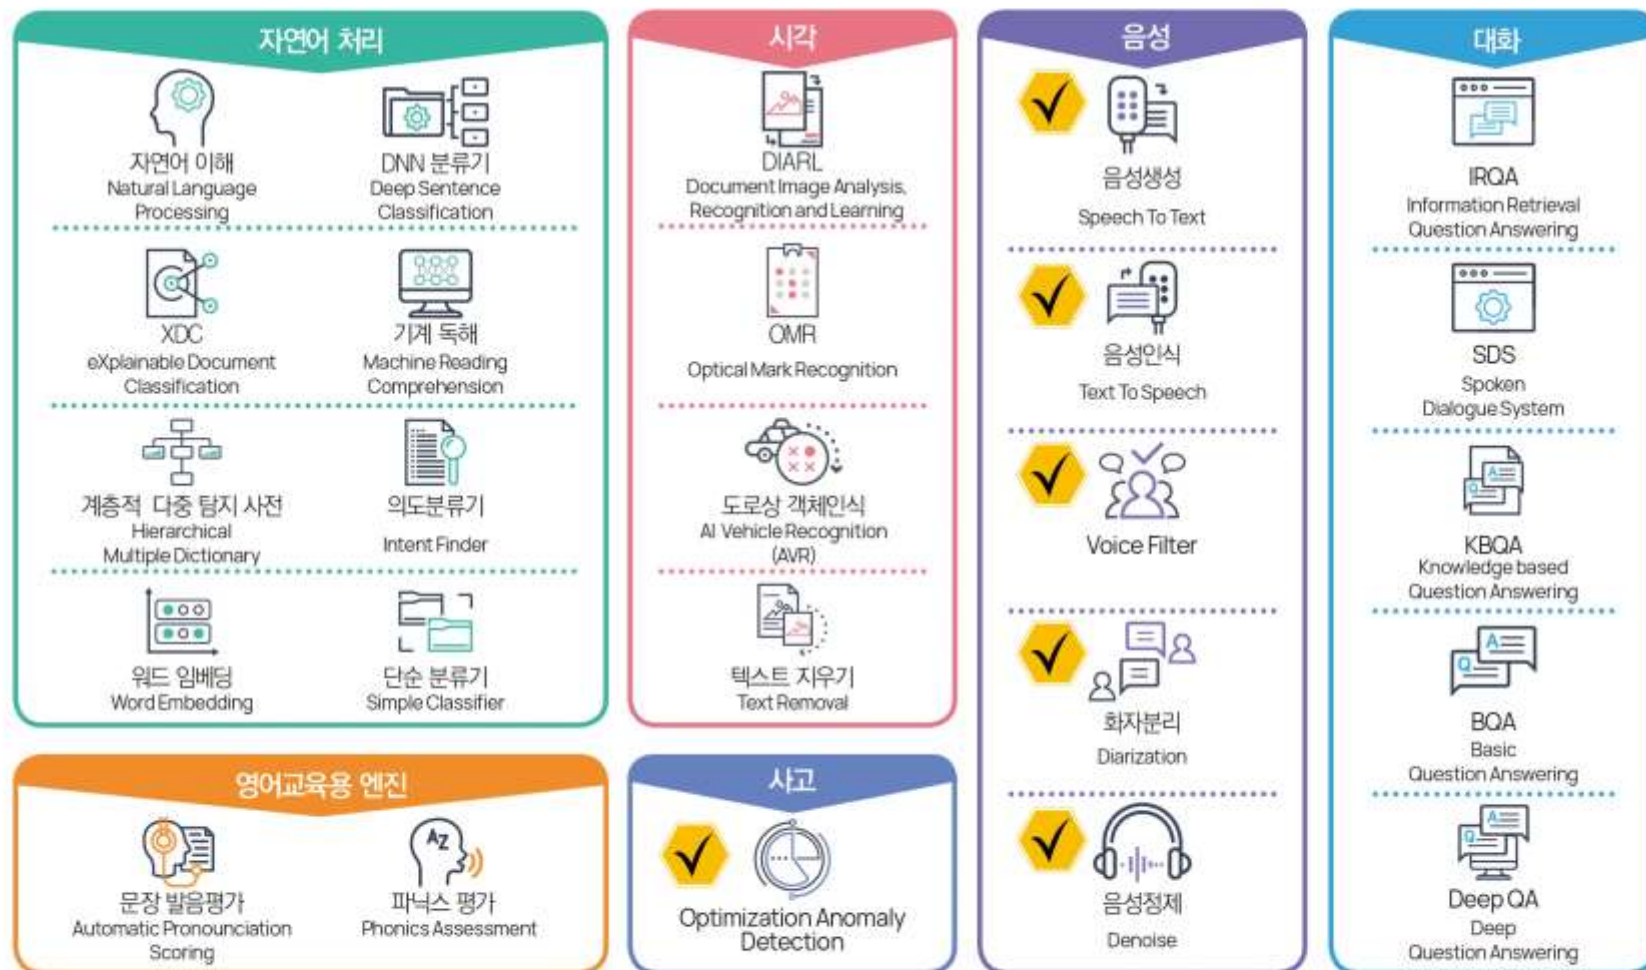 자연어 처리
자연어 이해
Natural Language
Processing
DNN 분류기
Deep Sentence
Classification
XDC
eXplainable Document
Classification
기계 독해
Machine Reading
Comprehension
계층적 다중 탐지 사전
Hierarchical
Multiple Dictionary
의도분류기
Intent Finder
워드 임베딩
Word Embedding
단순 분류기
Simple Classifier
시각
DIARL
Document Image Analysis,
Recognition and Learning
OMR
Optical Mark Recognition
도로상 객체인식
AI Vehicle Recognition
(AVR)
텍스트 지우기
Text Removal
음성
음성생성
Speech To Text
음성인식
Text To Speech
Voice Filter
화자분리
Diarization
음성정제
Denoise
대화
IRQA
Information Retrieval
Question Answering
SDS
Spoken
Dialogue System
Q
A
KBQA
Knowledge based
Question Answering
Q
A
BQA
Basic
Question Answering
Q
A
Deep QA
Deep
Question Answering
영어교육용 엔진
문장 발음평가
Automatic Pronounciation
Scoring
AZ
파닉스 평가
Phonics Assessment
사고
Optimization Anomaly
Detection